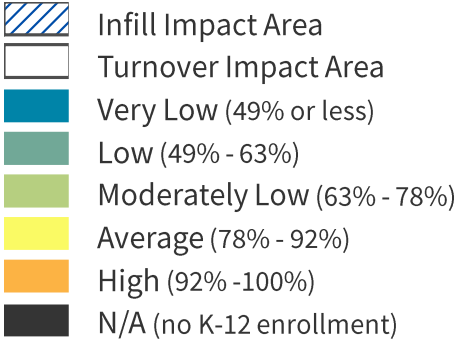 Infill Impact Area
Turnover Impact Area
Very Low (49% or less)
Low (49% - 63%)
Moderately Low (63% - 78%)
Average (78% - 92%)
High (92% -100%)
N/A (no K-12 enrollment)